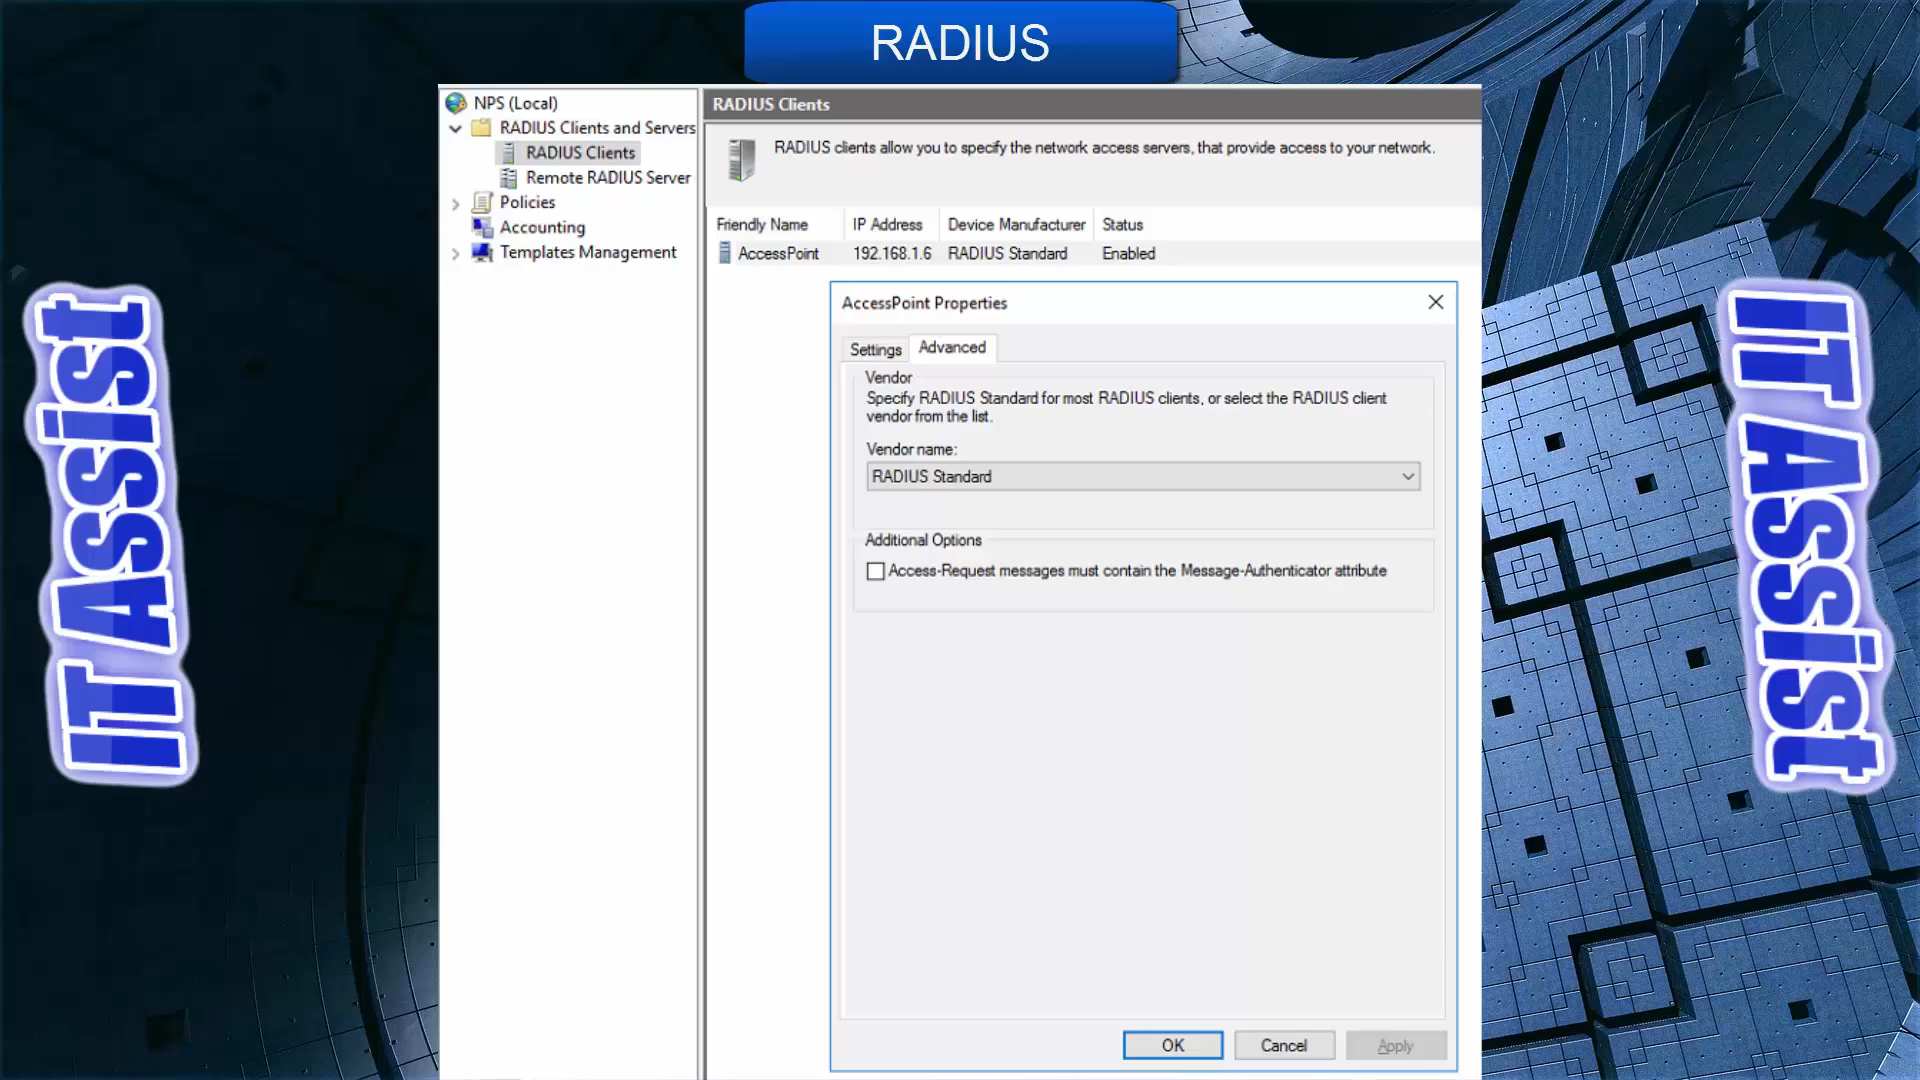 RADIUS
NPS (Local)
RADIUS Clients and Servers
RADIUS Clients
Remote RADIUS Server
Policies
Accounting
Templates Management
RADIUS Clients
RADIUS clients allow you to specify the network access servers, that provide access to your network.
Friendly Name IP Address Device Manufacturer Status
AccessPoint 192.168.1.6 RADIUS Standard Enabled
AccessPoint Properties
Settings Advanced
Vendor
Specify RADIUS Standard for most RADIUS clients, or select the RADIUS client
vendor from the list.
Vendor name:
RADIUS Standard
Additional Options
Access-Request messages must contain the Message-Authenticator attribute
OK Cancel Apply
IT Assist
IT Assist